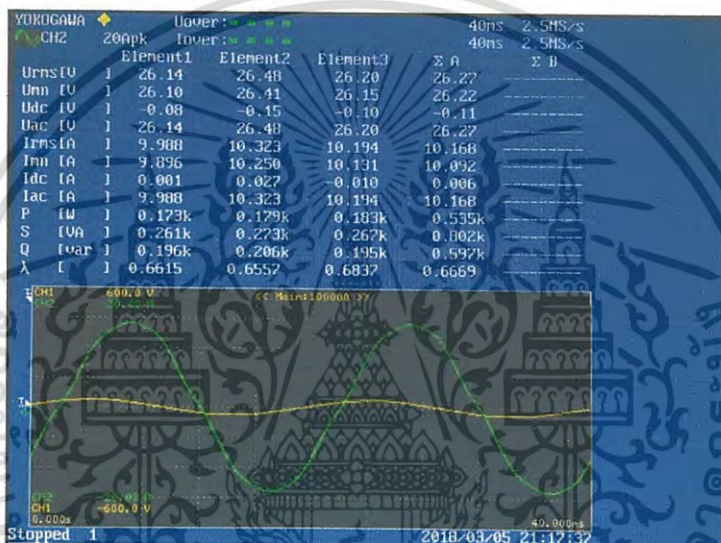 YOKOGAWA Uover: 40ms 2.5MS/s
CH2 20Apk Iover: 40ms 2.5MS/s
Element1 Element2 Element3 Σ A Σ B
Urms[V ] 26.14 26.48 26.20 26.27
Umn [V ] 26.10 26.41 26.15 26.22
Udc [V ] -0.08 -0.15 -0.10 -0.11
Uac [V ] 26.14 26.48 26.20 26.27
Irms[A ] 9.988 10.323 10.194 10.168
Imn [A ] 9.896 10.250 10.131 10.092
Idc [A ] 0.001 0.027 -0.010 0.006
Iac [A ] 9.988 10.323 10.194 10.168
P [W ] 0.173k 0.179k 0.183k 0.535k
S [VA ] 0.261k 0.273k 0.267k 0.802k
Q [var ] 0.196k 0.206k 0.195k 0.597k
λ [ ] 0.6615 0.6557 0.6837 0.6669
CH1 600.0 V << Main:100000 >>
CH2
CH2
CH1 -600.0 V
0.000s 40.000ms
Stopped 1 2018/03/05 21:17:37